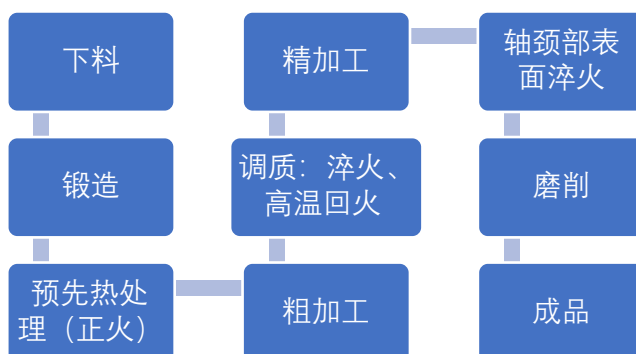 下料
锻造
预先热处
理（正火）
粗加工
调质：淬火、
高温回火
精加工
轴颈部表
面淬火
磨削
成品